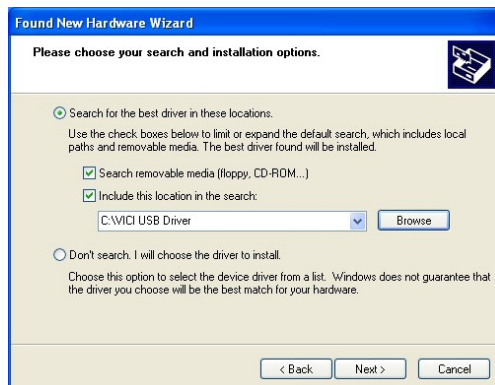 Found New Hardware Wizard
Please choose your search and installation options.
Search for the best driver in these locations.
Use the check boxes below to limit or expand the default search, which includes local
paths and removable media. The best driver found will be installed.
Search removable media (floppy, CD-ROM...)
Include this location in the search:
C:\VICI USB Driver
Browse
Don't search. I will choose the driver to install.
Choose this option to select the device driver from a list. Windows does not guarantee that
the driver you choose will be the best match for your hardware.
< Back Next > Cancel